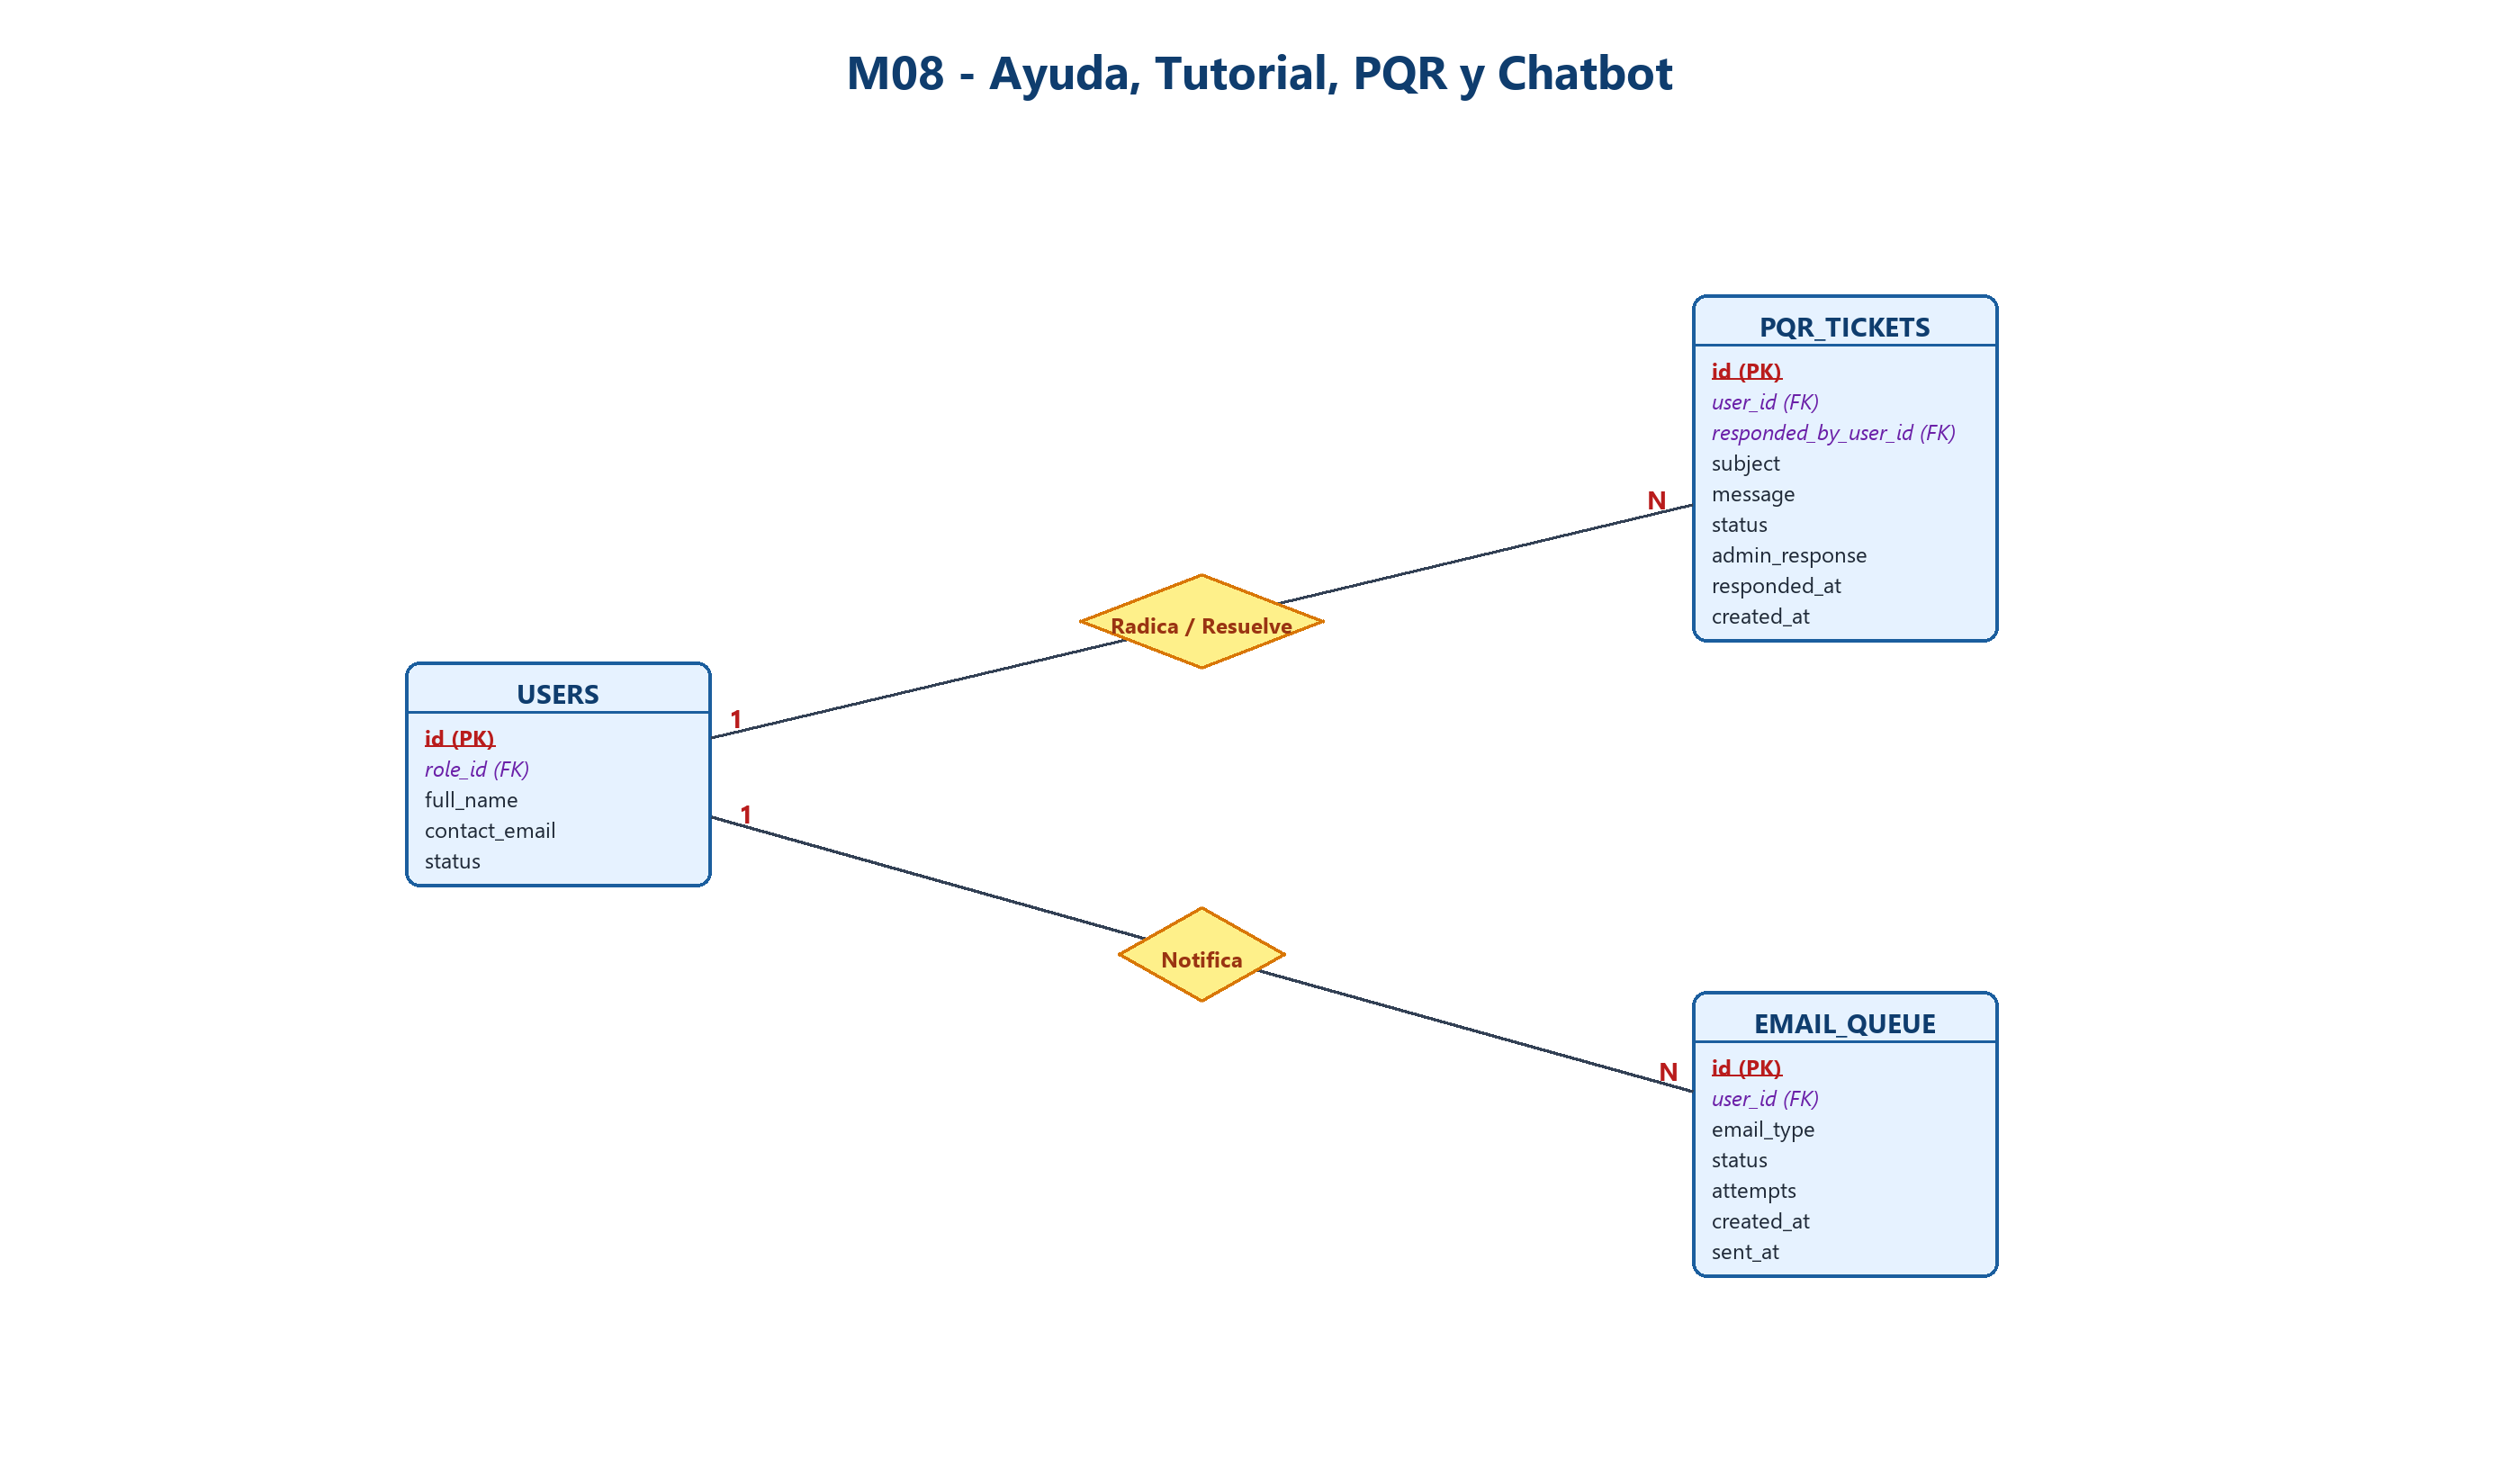 M08 - Ayuda, Tutorial, PQR y Chatbot
PQR_TICKETS
id (PK)
user_id (FK)
responded_by_user_id (FK)
subject
message
status
admin_response
responded_at
created_at
N
Radica / Resuelve
1
USERS
id (PK)
role_id (FK)
full_name
contact_email
status
1
Notifica
N
EMAIL_QUEUE
id (PK)
user_id (FK)
email_type
status
attempts
created_at
sent_at